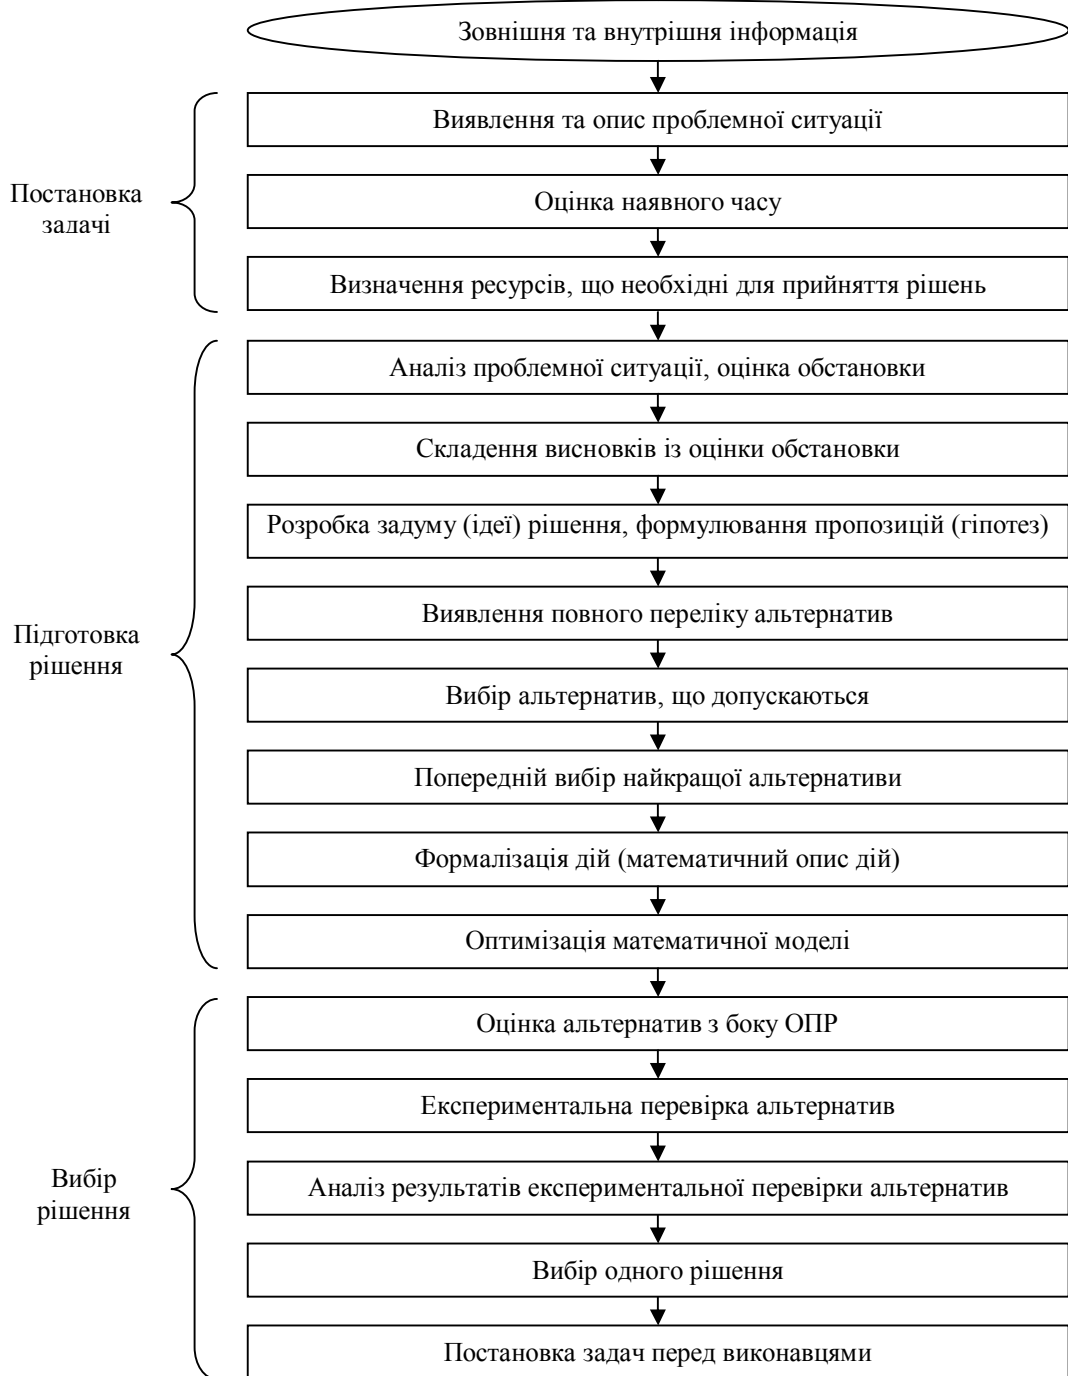 Зовнішня та внутрішня інформація
Виявлення та опис проблемної ситуації
Постановка
задачі
Оцінка наявного часу
Визначення ресурсів, що необхідні для прийняття рішень
Аналіз проблемної ситуації, оцінка обстановки
Складення висновків із оцінки обстановки
Розробка задуму (ідеї) рішення, формулювання пропозицій (гіпотез)
Виявлення повного переліку альтернатив
Підготовка
рішення
Вибір альтернатив, що допускаються
Попередній вибір найкращої альтернативи
Формалізація дій (математичний опис дій)
Оптимізація математичної моделі
Оцінка альтернатив з боку ОПР
Експериментальна перевірка альтернатив
Вибір
рішення
Аналіз результатів експериментальної перевірки альтернатив
Вибір одного рішення
Постановка задач перед виконавцями